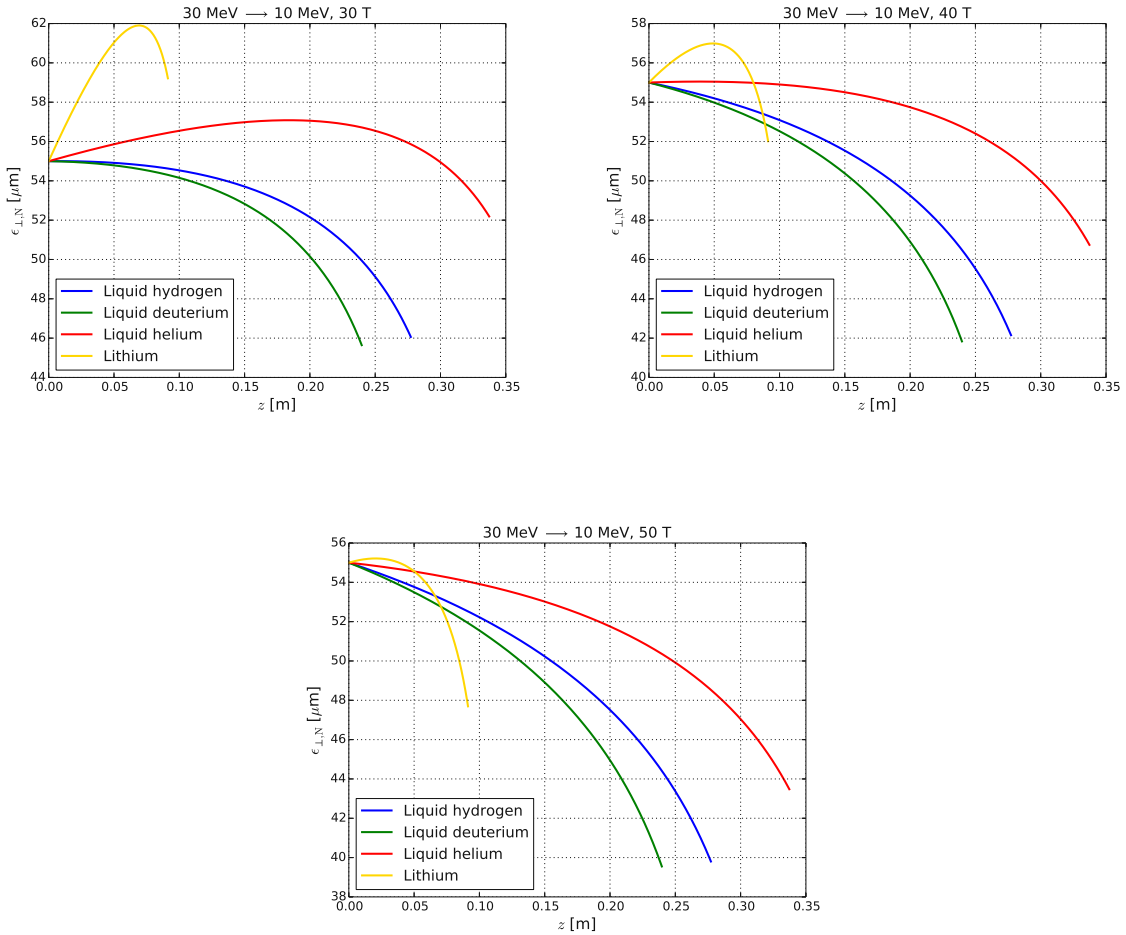 30 MeV ⟶ 10 MeV, 30 T
62
60
58
56
54
52
50
48
46
44
ϵ⊥,N [μm]
Liquid hydrogen
Liquid deuterium
Liquid helium
Lithium
0.00 0.05 0.10 0.15 0.20 0.25 0.30 0.35
z [m]
30 MeV ⟶ 10 MeV, 40 T
58
56
54
52
50
48
46
44
42
40
ϵ⊥,N [μm]
Liquid hydrogen
Liquid deuterium
Liquid helium
Lithium
0.00 0.05 0.10 0.15 0.20 0.25 0.30 0.35
z [m]
30 MeV ⟶ 10 MeV, 50 T
56
54
52
50
48
46
44
42
40
38
ϵ⊥,N [μm]
Liquid hydrogen
Liquid deuterium
Liquid helium
Lithium
0.00 0.05 0.10 0.15 0.20 0.25 0.30 0.35
z [m]